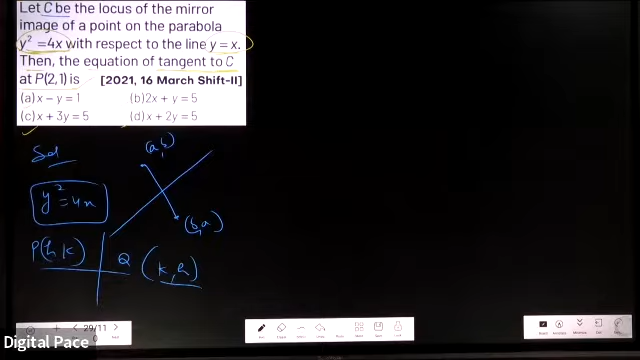 Let C be the locus of the mirror
image of a point on the parabola
y² = 4x with respect to the line y = x.
Then, the equation of tangent to C
at P(2,1) is [2021, 16 March Shift-II]
(a) x − y = 1 (b) 2x + y = 5
(c) x + 3y = 5 (d) x + 2y = 5
Sol
(a,b)
y² = 4x
(b,a)
P(h,k) Q (k,h)
29/11
Digital Pace